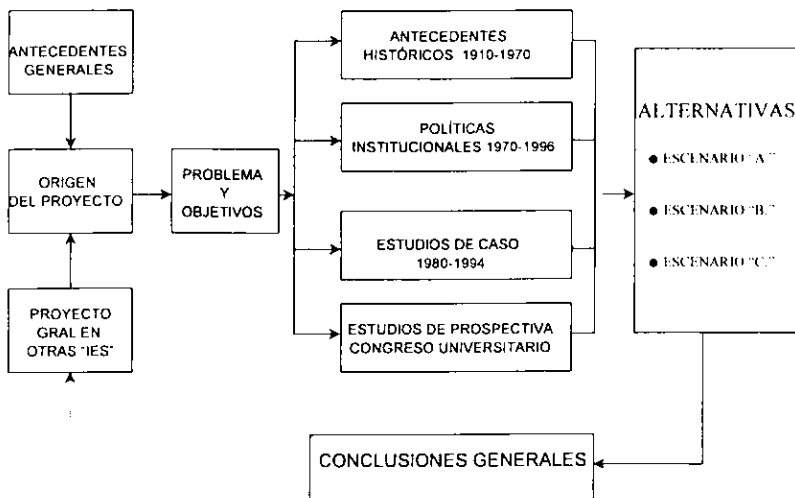 ANTECEDENTES
GENERALES
ORIGEN
DEL PROYECTO
PROYECTO
GRAL EN
OTRAS "IES"
PROBLEMA
Y
OBJETIVOS
ANTECEDENTES
HISTÓRICOS 1910-1970
POLÍTICAS
INSTITUCIONALES 1970-1996
ESTUDIOS DE CASO
1980-1994
ESTUDIOS DE PROSPECTIVA
CONGRESO UNIVERSITARIO
ALTERNATIVAS
● ESCENARIO "A."
● ESCENARIO "B."
● ESCENARIO "C."
CONCLUSIONES GENERALES